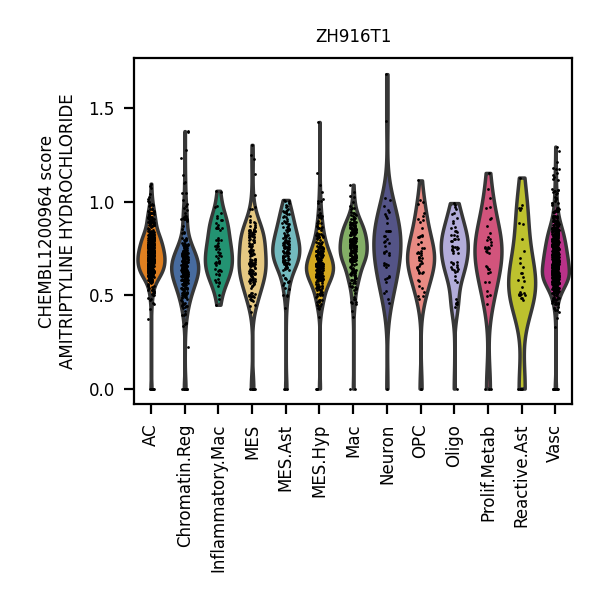 ZH916T1
CHEMBL1200964 score
AMITRIPTYLINE HYDROCHLORIDE
1.5
1.0
0.5
0.0
AC
Chromatin.Reg
Inflammatory.Mac
MES
MES.Ast
MES.Hyp
Mac
Neuron
OPC
Oligo
Prolif.Metab
Reactive.Ast
Vasc